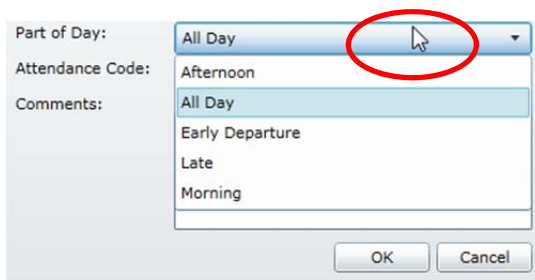 Part of Day: All Day
Attendance Code: Afternoon
Comments: All Day
Early Departure
Late
Morning
OK Cancel